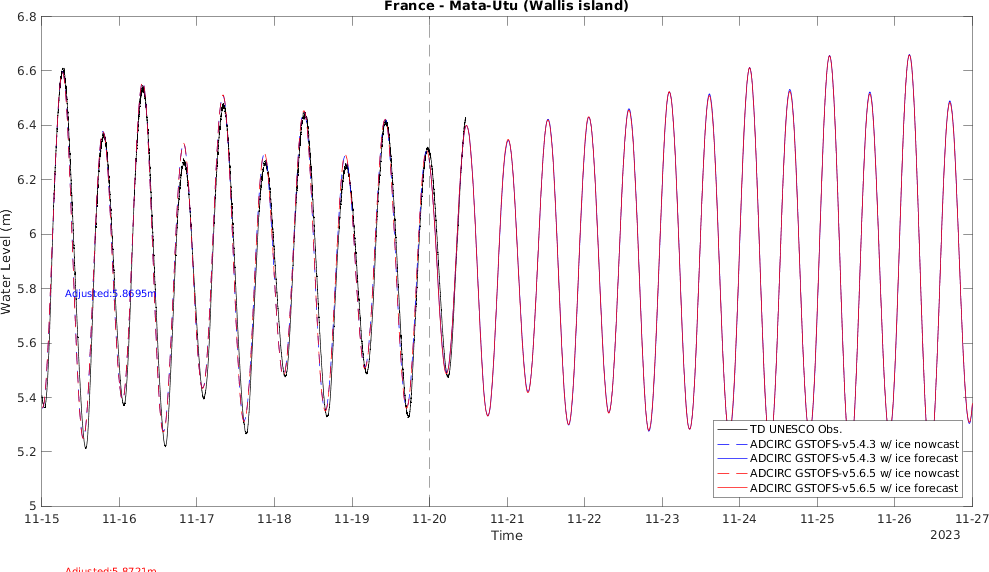 France - Mata-Utu (Wallis island)
6.8
6.6
6.4
6.2
6
5.8
5.6
5.4
5.2
5
Water Level (m)
Adjusted:5.8695m
TD UNESCO Obs.
ADCIRC GSTOFS-v5.4.3 w/ ice nowcast
ADCIRC GSTOFS-v5.4.3 w/ ice forecast
ADCIRC GSTOFS-v5.6.5 w/ ice nowcast
ADCIRC GSTOFS-v5.6.5 w/ ice forecast
11-15 11-16 11-17 11-18 11-19 11-20 11-21 11-22 11-23 11-24 11-25 11-26 11-27
Time
2023
Adjusted:5.8721m